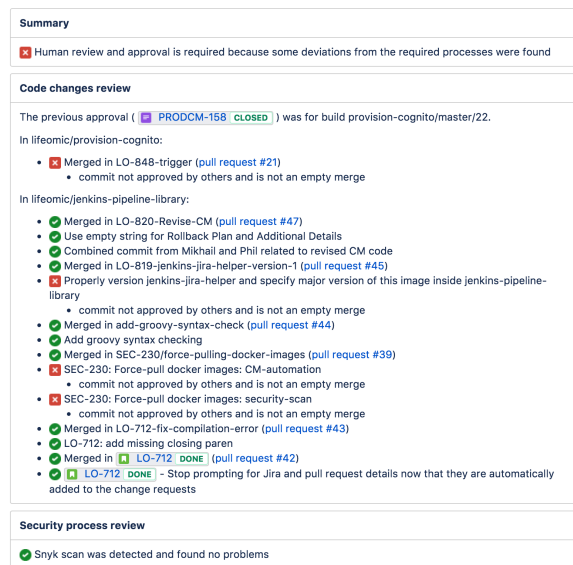 Summary
Human review and approval is required because some deviations from the required processes were found
Code changes review
The previous approval ( PRODCM-158 CLOSED ) was for build provision-cognito/master/22.
In lifeomic/provision-cognito:
Merged in LO-848-trigger (pull request #21)
commit not approved by others and is not an empty merge
In lifeomic/jenkins-pipeline-library:
Merged in LO-820-Revise-CM (pull request #47)
Use empty string for Rollback Plan and Additional Details
Combined commit from Mikhail and Phil related to revised CM code
Merged in LO-819-jenkins-jira-helper-version-1 (pull request #45)
Properly version jenkins-jira-helper and specify major version of this image inside jenkins-pipeline-
library
commit not approved by others and is not an empty merge
Merged in add-groovy-syntax-check (pull request #44)
Add groovy syntax checking
Merged in SEC-230/force-pulling-docker-images (pull request #39)
SEC-230: Force-pull docker images: CM-automation
commit not approved by others and is not an empty merge
SEC-230: Force-pull docker images: security-scan
commit not approved by others and is not an empty merge
Merged in LO-712-fix-compilation-error (pull request #43)
LO-712: add missing closing paren
Merged in LO-712 DONE (pull request #42)
LO-712 DONE - Stop prompting for Jira and pull request details now that they are automatically
added to the change requests
Security process review
Snyk scan was detected and found no problems